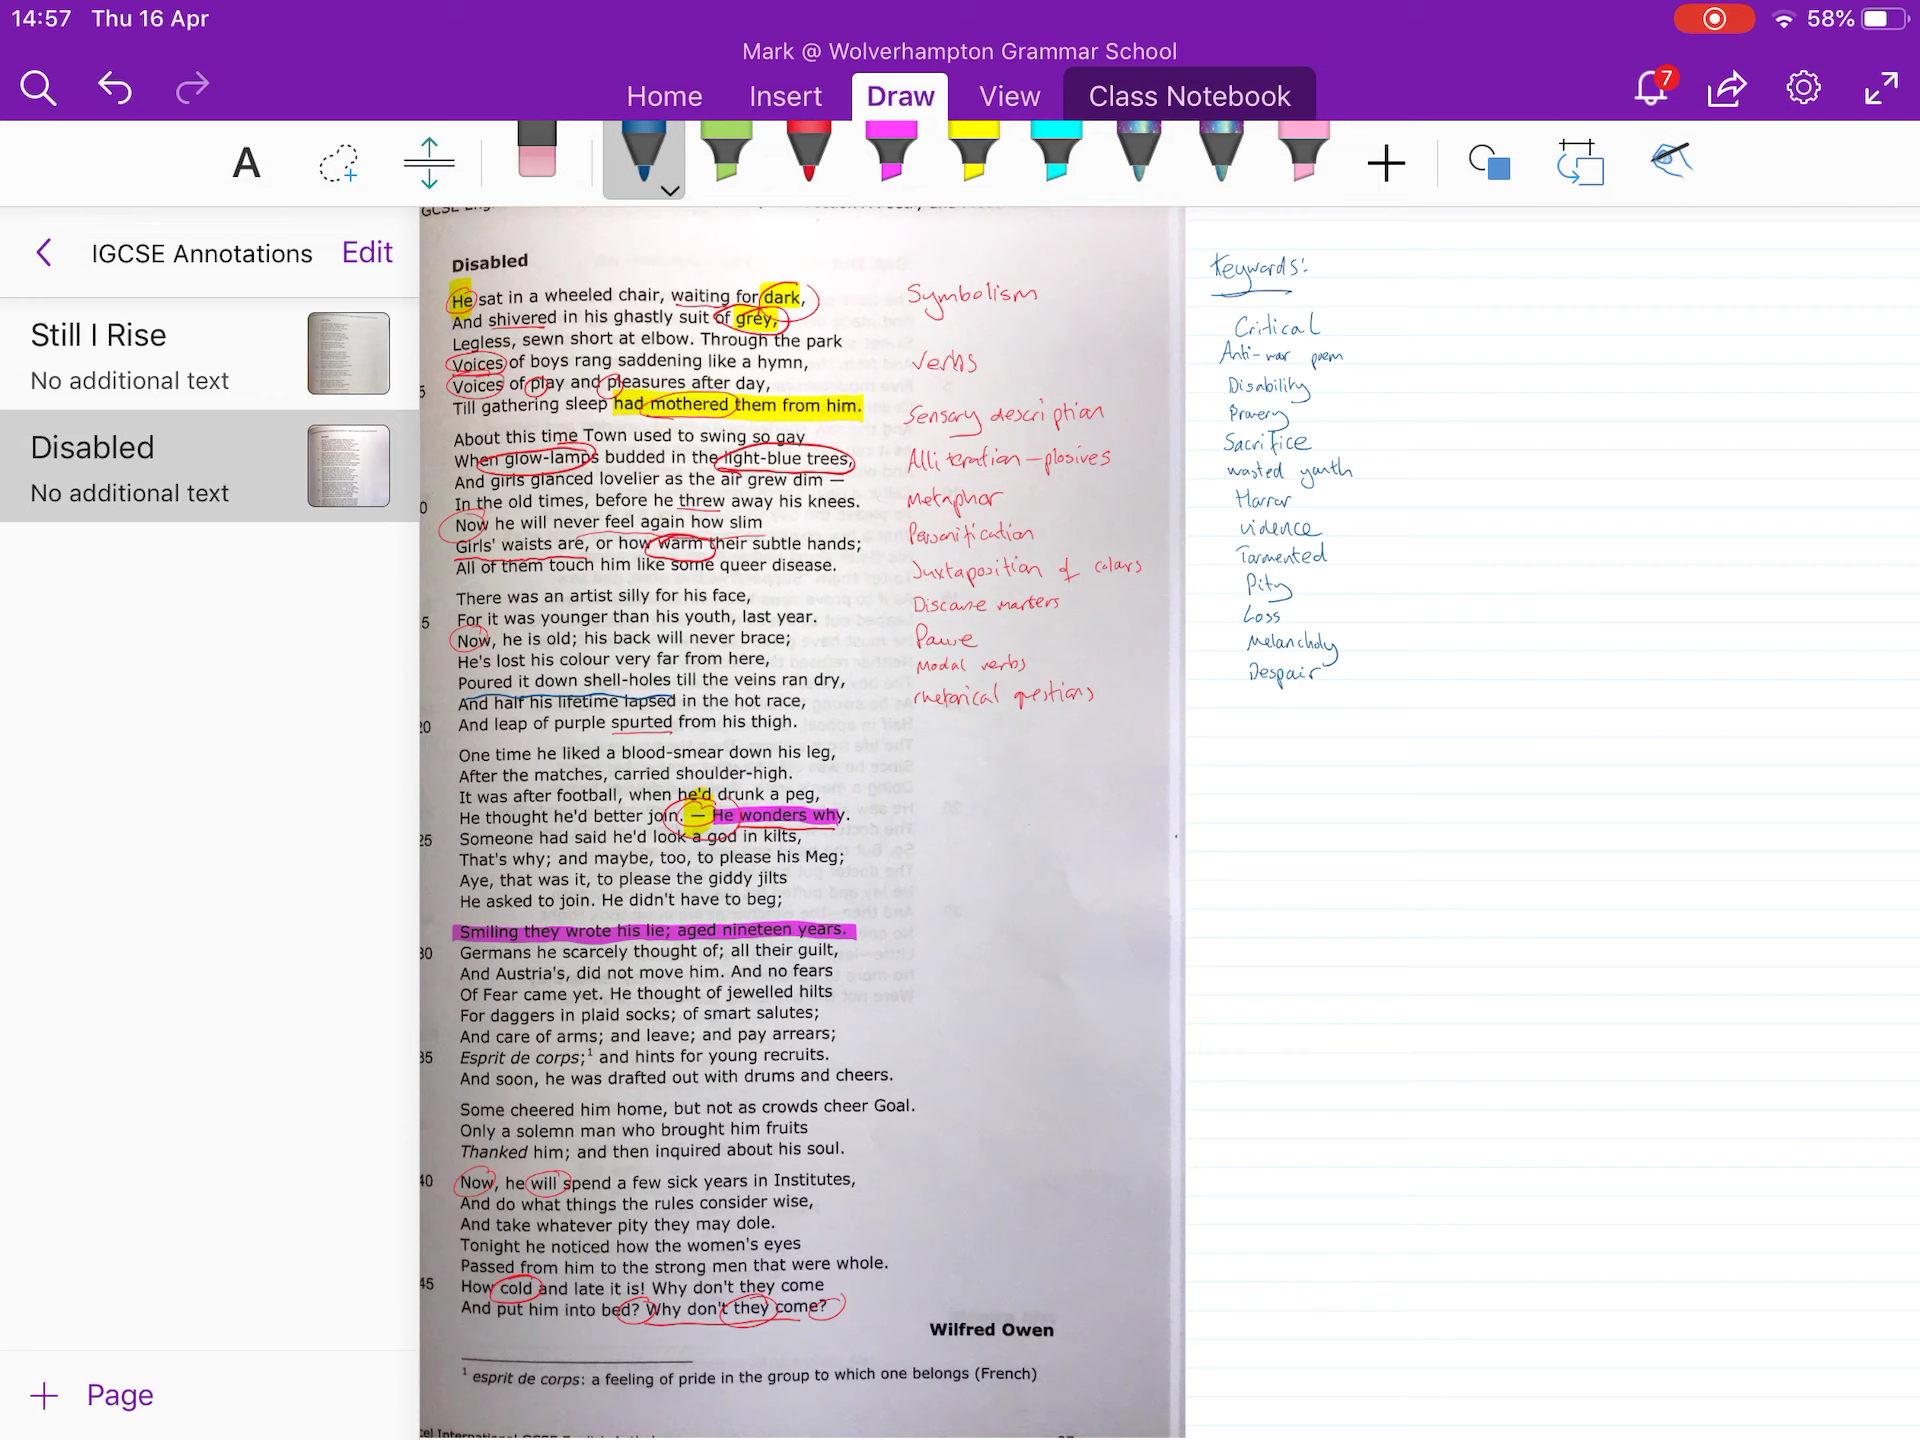 14:57 Thu 16 Apr
58%
Mark @ Wolverhampton Grammar School
Home Insert Draw View Class Notebook
7
A
IGCSE Annotations Edit
Still I Rise
No additional text
Disabled
No additional text
Page
Disabled
He sat in a wheeled chair, waiting for dark,
And shivered in his ghastly suit of grey,
Legless, sewn short at elbow. Through the park
Voices of boys rang saddening like a hymn,
5 Voices of play and pleasures after day,
Till gathering sleep had mothered them from him.
About this time Town used to swing so gay
When glow-lamps budded in the light-blue trees,
And girls glanced lovelier as the air grew dim —
0 In the old times, before he threw away his knees.
Now he will never feel again how slim
Girls' waists are, or how warm their subtle hands;
All of them touch him like some queer disease.
There was an artist silly for his face,
5 For it was younger than his youth, last year.
Now, he is old; his back will never brace;
He's lost his colour very far from here,
Poured it down shell-holes till the veins ran dry,
And half his lifetime lapsed in the hot race,
20 And leap of purple spurted from his thigh.
One time he liked a blood-smear down his leg,
After the matches, carried shoulder-high.
It was after football, when he'd drunk a peg,
He thought he'd better join. — He wonders why.
25 Someone had said he'd look a god in kilts,
That's why; and maybe, too, to please his Meg;
Aye, that was it, to please the giddy jilts
He asked to join. He didn't have to beg;
Smiling they wrote his lie; aged nineteen years.
30 Germans he scarcely thought of; all their guilt,
And Austria's, did not move him. And no fears
Of Fear came yet. He thought of jewelled hilts
For daggers in plaid socks; of smart salutes;
And care of arms; and leave; and pay arrears;
35 Esprit de corps;1 and hints for young recruits.
And soon, he was drafted out with drums and cheers.
Some cheered him home, but not as crowds cheer Goal.
Only a solemn man who brought him fruits
Thanked him; and then inquired about his soul.
40 Now, he will spend a few sick years in Institutes,
And do what things the rules consider wise,
And take whatever pity they may dole.
Tonight he noticed how the women's eyes
Passed from him to the strong men that were whole.
45 How cold and late it is! Why don't they come
And put him into bed? Why don't they come?
Wilfred Owen
1 esprit de corps: a feeling of pride in the group to which one belongs (French)
Symbolism
Verbs
Sensory description
Alliteration – plosives
Metaphor
Personification
Juxtaposition of colours
Discourse markers
Pause
Modal verbs
rhetorical questions
Keywords:
Critical
Anti-war poem
Disability
Bravery
Sacrifice
wasted youth
Horror
violence
Tormented
Pity
Loss
Melancholy
Despair